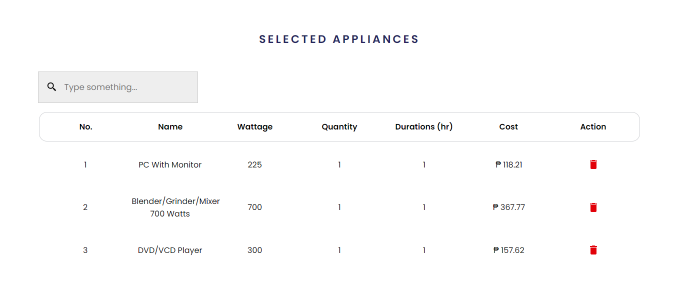 SELECTED APPLIANCES
Type something...
No. Name Wattage Quantity Durations (hr) Cost Action
1 PC With Monitor 225 1 1 ₱ 118.21
2 Blender/Grinder/Mixer 700 Watts 700 1 1 ₱ 367.77
3 DVD/VCD Player 300 1 1 ₱ 157.62